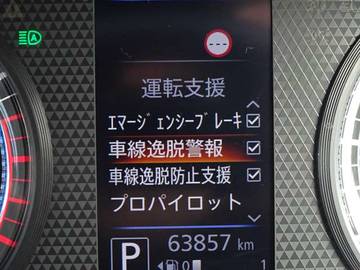 A
---
運転支援
ｴﾏｰｼﾞｪﾝｼｰﾌﾞﾚｰｷ
車線逸脱警報
車線逸脱防止支援
プロパイロット
P 63857 km
0 1